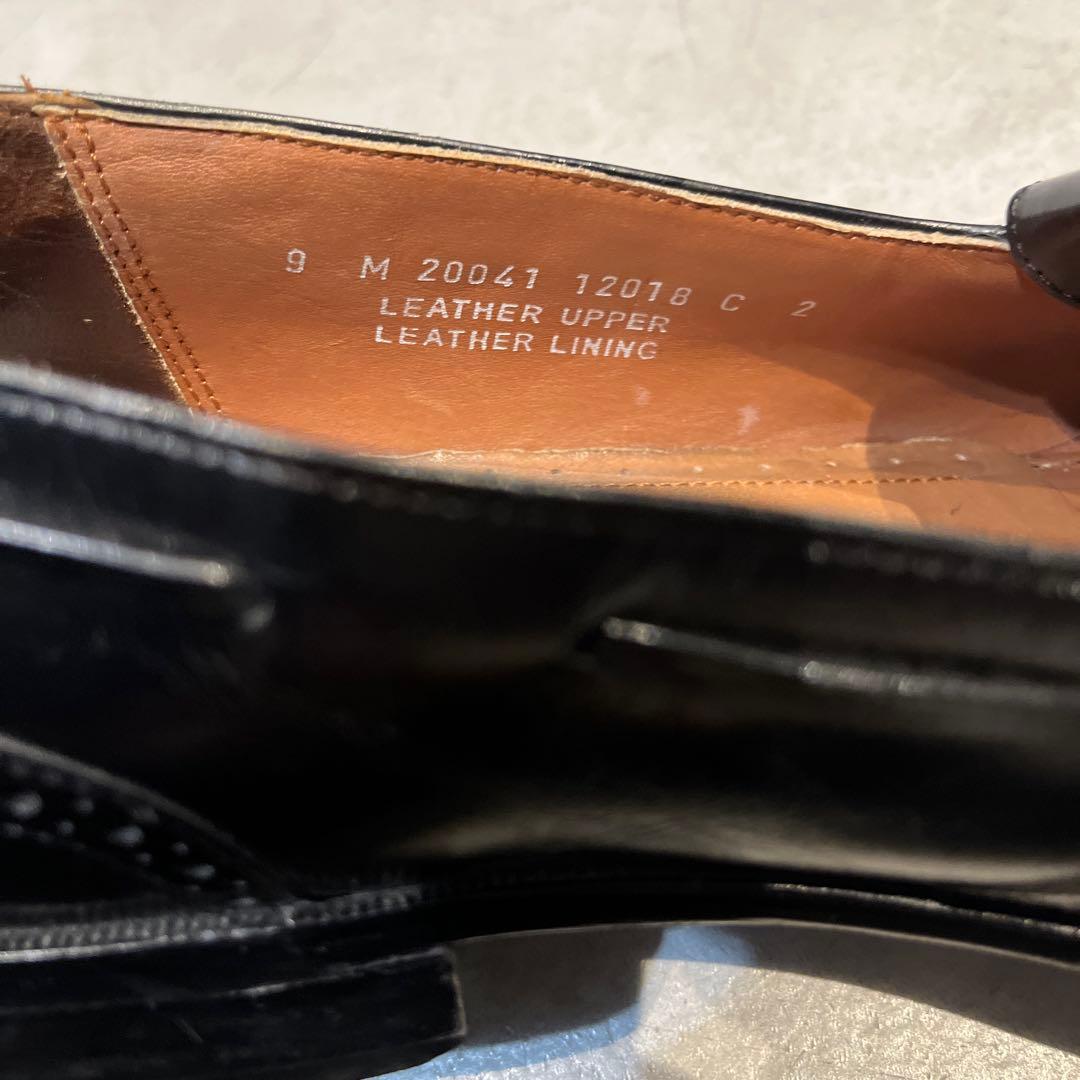 9 M 20041 12018 C 2
LEATHER UPPER
LEATHER LINING